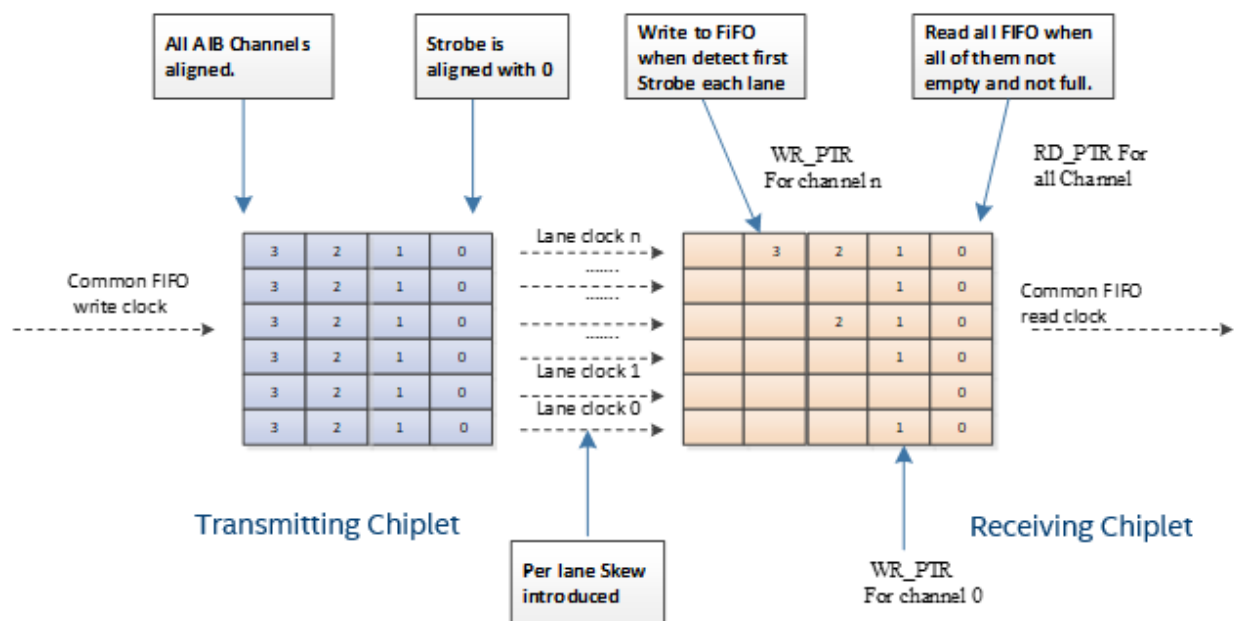 All AIB Channels
aligned.
Strobe is
aligned with 0
Write to FiFO
when detect first
Strobe each lane
Read all FIFO when
all of them not
empty and not full.
WR_PTR
For channel n
RD_PTR For
all Channel
Common FIFO
write clock
3 2 1 0
3 2 1 0
3 2 1 0
3 2 1 0
3 2 1 0
3 2 1 0
Lane clock n
.......
.......
.......
Lane clock 1
Lane clock 0
3 2 1 0
1 0
2 1 0
1 0
0
1 0
Common FIFO
read clock
Transmitting Chiplet
Receiving Chiplet
Per lane Skew
introduced
WR_PTR
For channel 0